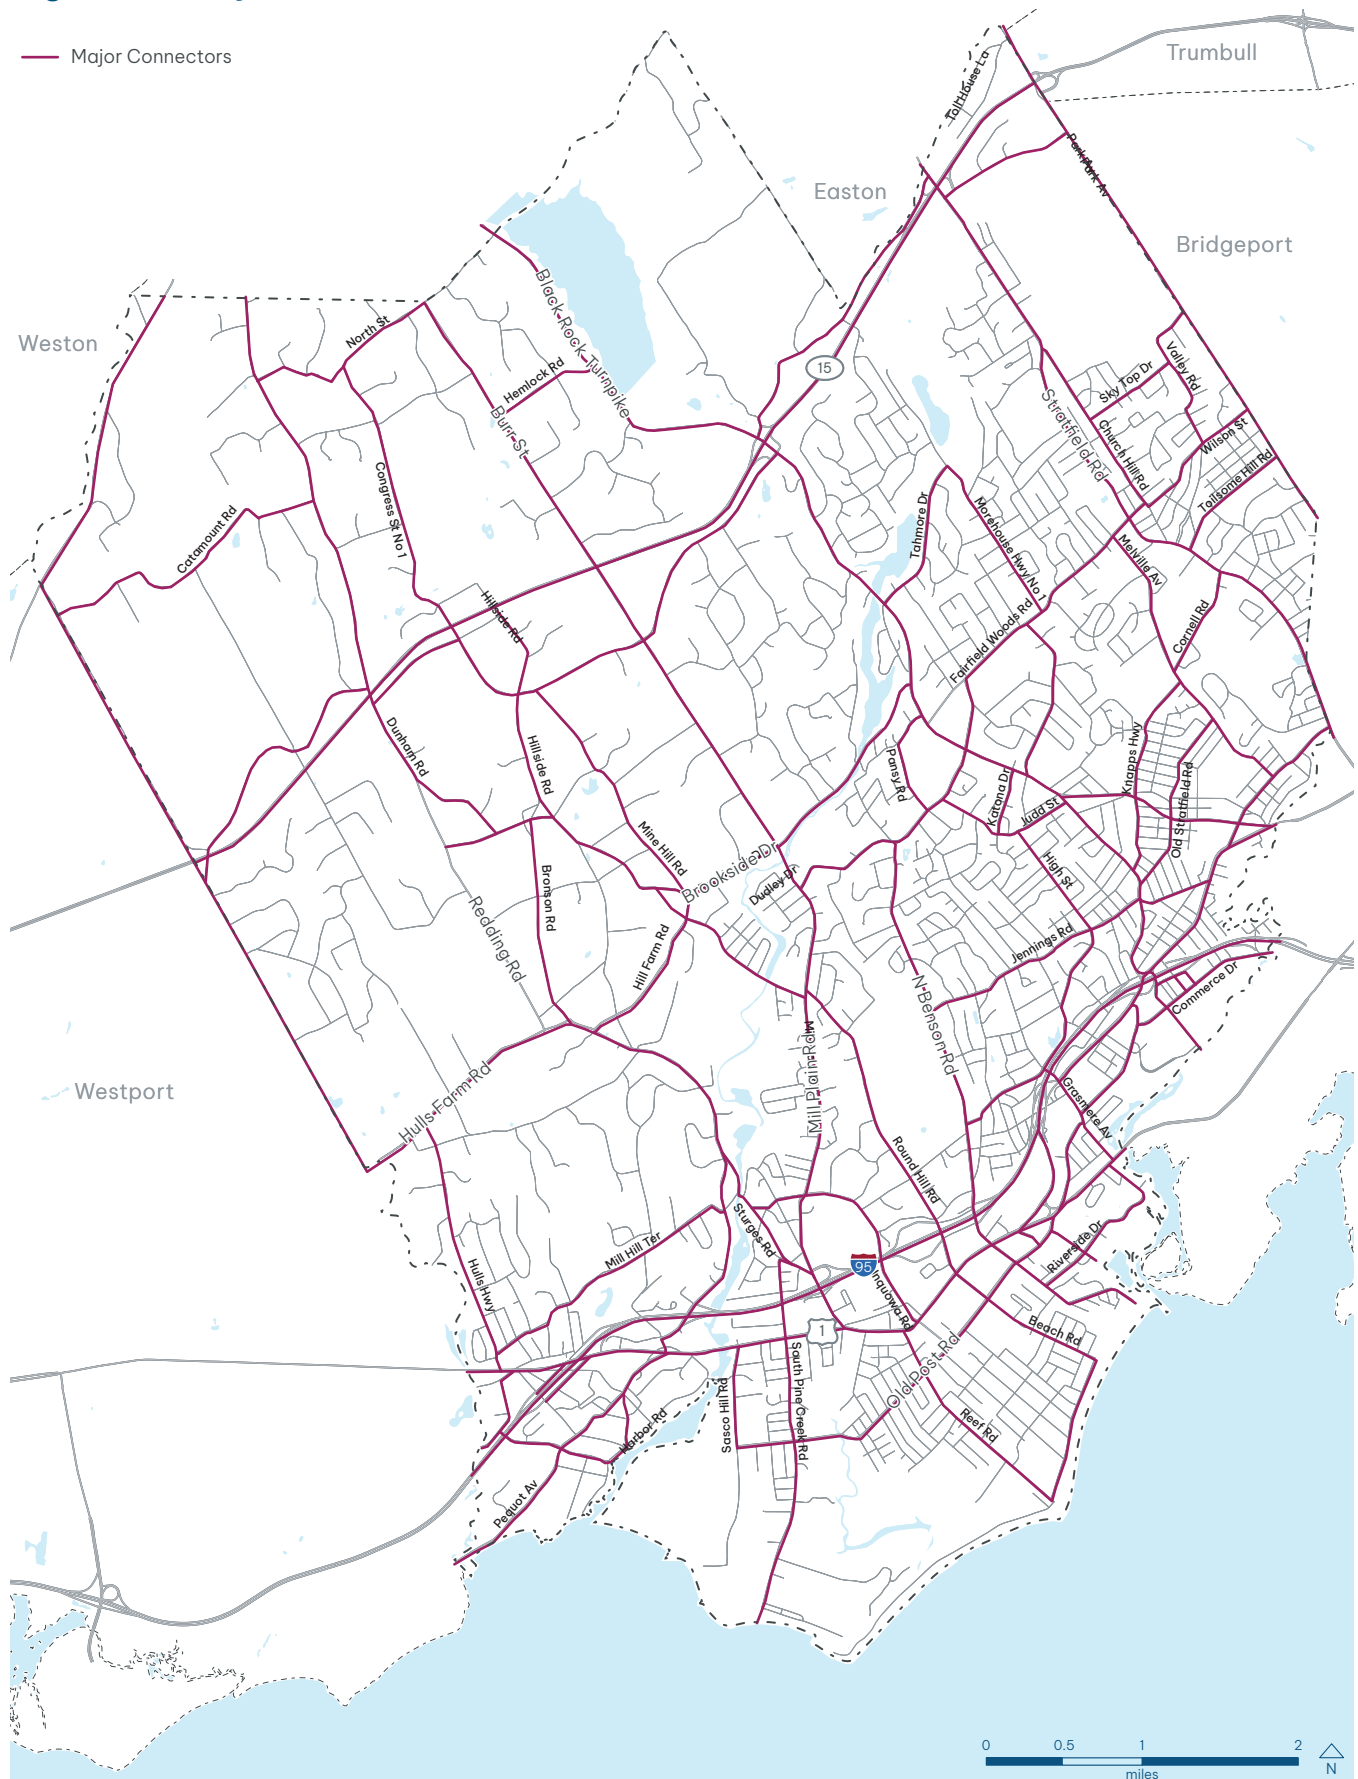 Major Connectors
Trumbull
Toll House La
Park Av
Park Av
Easton
Bridgeport
Weston
Black Rock Turnpike
North St
15
Hemlock Rd
Sky Top Dr
Valley Rd
Burr St
Stratfield Rd
Church Hill Rd
Wilson St
Tollsome Hill Rd
Congress St No 1
Catamount Rd
Tahmore Dr
Morehouse Hwy No 1
Melville Av
Hillside Rd
Fairfield Woods Rd
Cornell Rd
Dunham Rd
Hillside Rd
Pansy Rd
Katona Dr
Judd St
Knapps Hwy
Old Stratfield Rd
Mine Hill Rd
Brookside Dr
Dudley Dr
High St
Bronson Rd
Redding Rd
Hill Farm Rd
Jennings Rd
Commerce Dr
N Benson Rd
Mill Plain Rd
Westport
Hulls Farm Rd
Grasmere Av
Round Hill Rd
Sturges Rd
Mill Hill Ter
Riverside Dr
Hulls Hwy
95
1
Beach Rd
South Pine Creek Rd
Old Post Rd
Sasco Hill Rd
Harbor Rd
Reef Rd
Pequot Av
0 0.5 1 2
miles
N